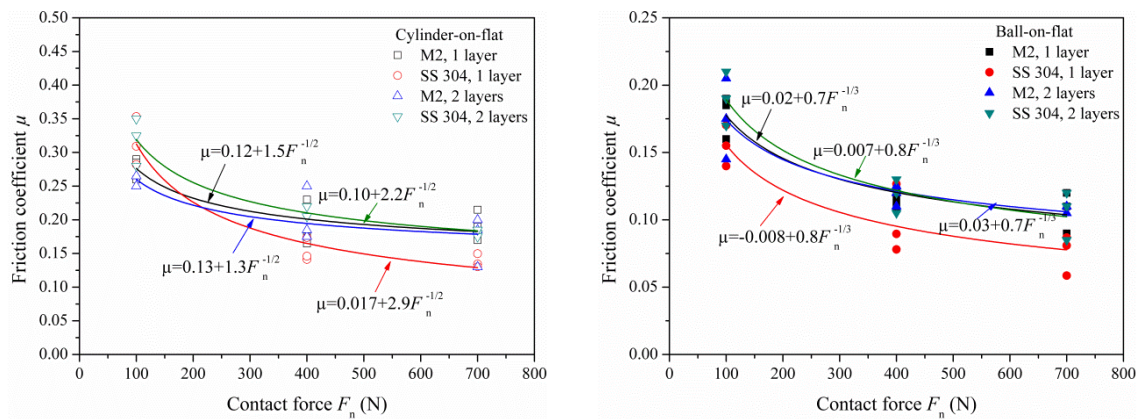 0.50
0.45
0.40
0.35
0.30
0.25
0.20
0.15
0.10
0.05
0.00
Friction coefficient μ
0 100 200 300 400 500 600 700 800
Contact force Fn (N)
Cylinder-on-flat
M2, 1 layer
SS 304, 1 layer
M2, 2 layers
SS 304, 2 layers
μ=0.12+1.5Fn-1/2
μ=0.10+2.2Fn-1/2
μ=0.13+1.3Fn-1/2
μ=0.017+2.9Fn-1/2
0.25
0.20
0.15
0.10
0.05
0.00
Friction coefficient μ
0 100 200 300 400 500 600 700 800
Contact force Fn (N)
Ball-on-flat
M2, 1 layer
SS 304, 1 layer
M2, 2 layers
SS 304, 2 layers
μ=0.02+0.7Fn-1/3
μ=0.007+0.8Fn-1/3
μ=-0.008+0.8Fn-1/3
μ=0.03+0.7Fn-1/3